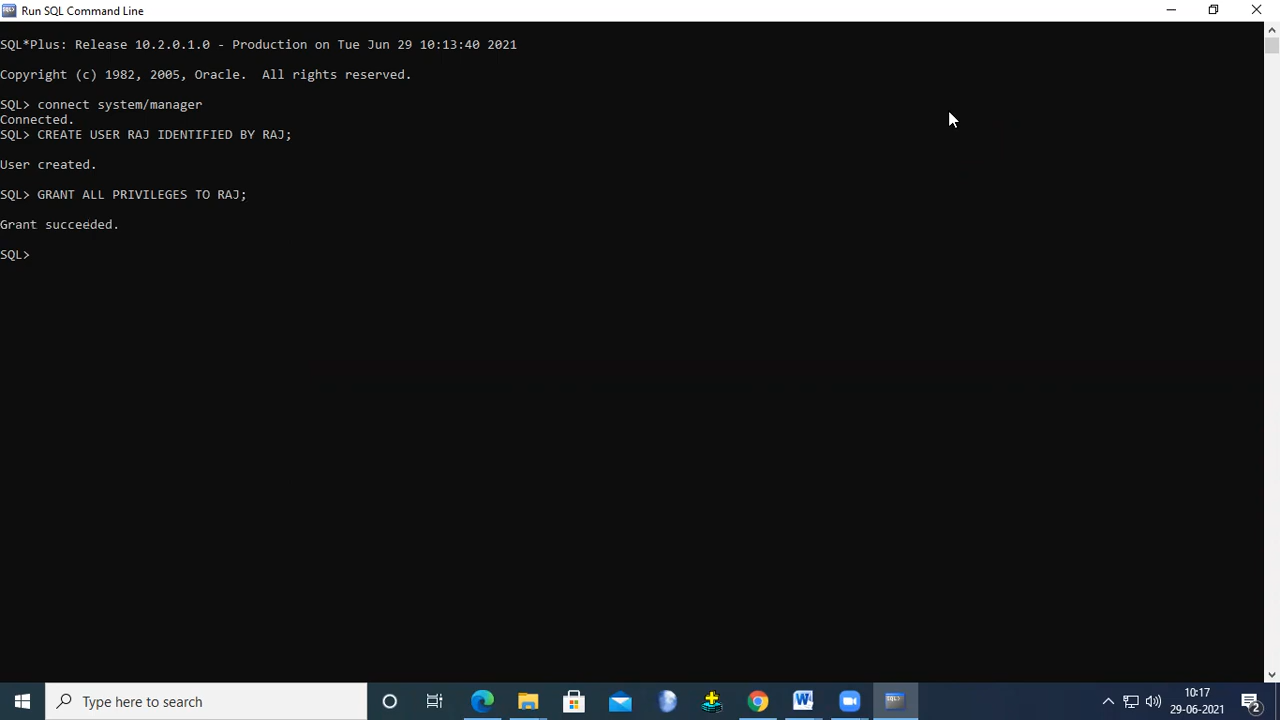 Run SQL Command Line
SQL*Plus: Release 10.2.0.1.0 - Production on Tue Jun 29 10:13:40 2021
Copyright (c) 1982, 2005, Oracle.  All rights reserved.
SQL> connect system/manager
Connected.
SQL> CREATE USER RAJ IDENTIFIED BY RAJ;
User created.
SQL> GRANT ALL PRIVILEGES TO RAJ;
Grant succeeded.
SQL>
Type here to search
10:17
29-06-2021
2